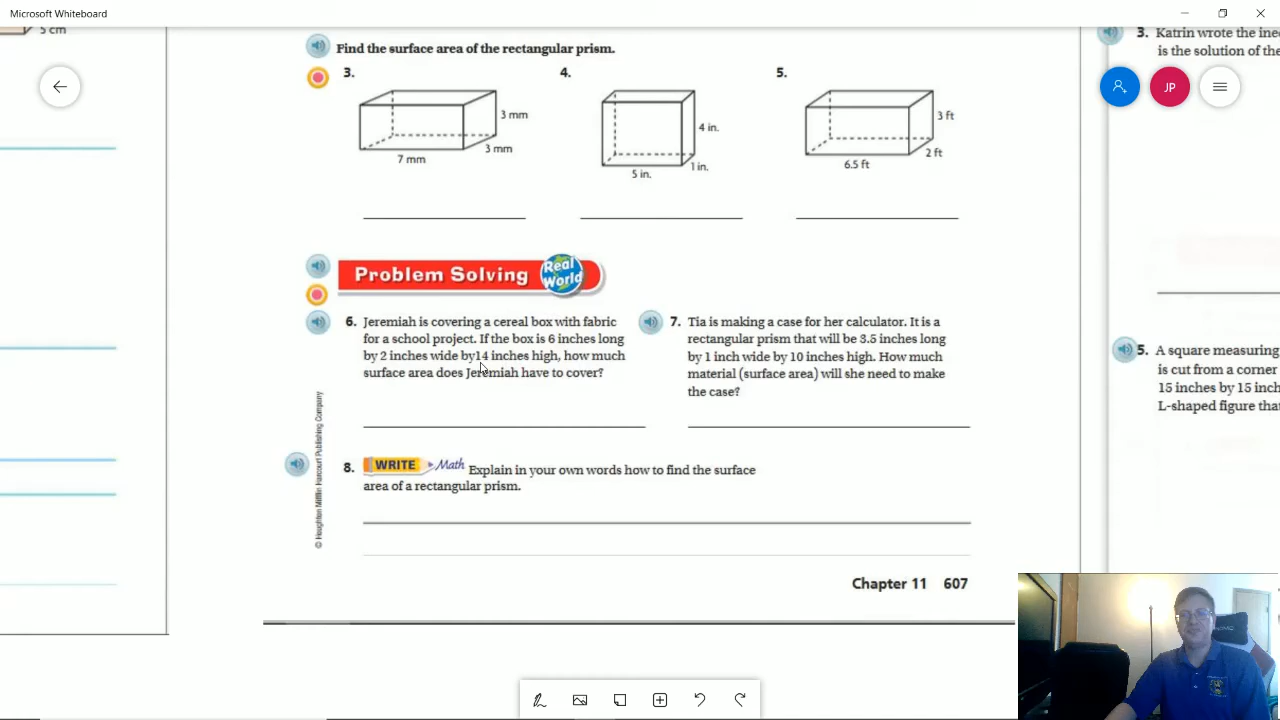 Microsoft Whiteboard
5 cm
Find the surface area of the rectangular prism.
3.
3 mm
3 mm
7 mm
4.
4 in.
1 in.
5 in.
5.
3 ft
2 ft
6.5 ft
JP
Problem Solving Real World
6. Jeremiah is covering a cereal box with fabric
for a school project. If the box is 6 inches long
by 2 inches wide by14 inches high, how much
surface area does Jeremiah have to cover?
7. Tia is making a case for her calculator. It is a
rectangular prism that will be 3.5 inches long
by 1 inch wide by 10 inches high. How much
material (surface area) will she need to make
the case?
8. WRITE Math Explain in your own words how to find the surface
area of a rectangular prism.
© Houghton Mifflin Harcourt Publishing Company
Chapter 11 607
3. Katrin wrote the ine
is the solution of the
5. A square measuring
is cut from a corner
15 inches by 15 inch
L-shaped figure that